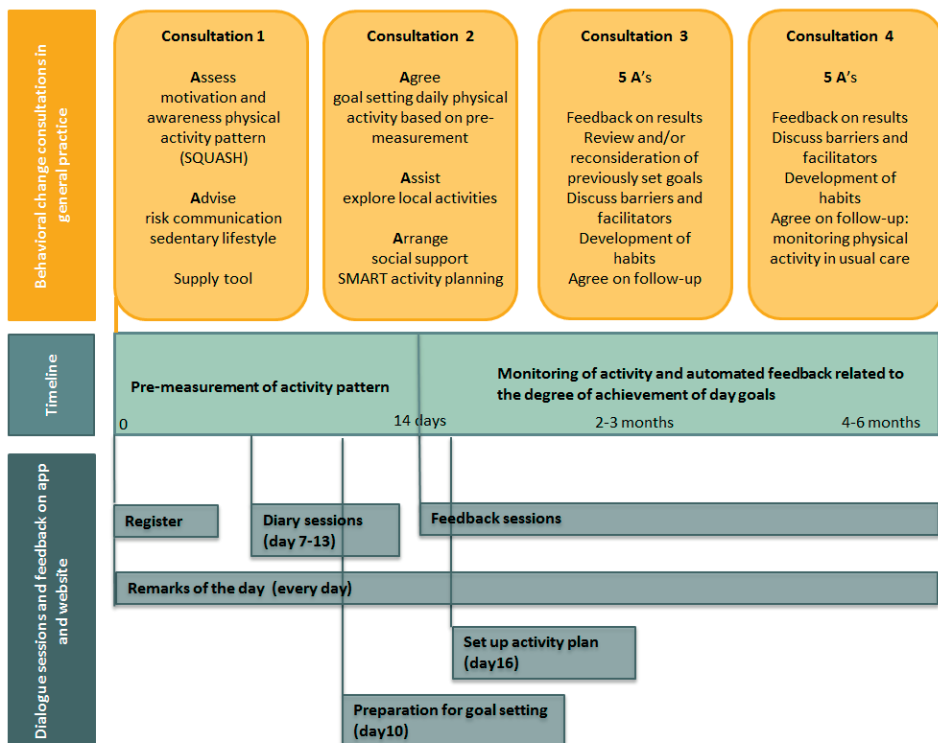 Behavioral change consultations in
general practice
Consultation 1
Assess
motivation and
awareness physical
activity pattern
(SQUASH)
Advise
risk communication
sedentary lifestyle
Supply tool
Consultation 2
Agree
goal setting daily physical
activity based on pre-
measurement
Assist
explore local activities
Arrange
social support
SMART activity planning
Consultation 3
5 A's
Feedback on results
Review and/or
reconsideration of
previously set goals
Discuss barriers and
facilitators
Development of
habits
Agree on follow-up
Consultation 4
5 A's
Feedback on results
Discuss barriers and
facilitators
Development of
habits
Agree on follow-up:
monitoring physical
activity in usual care
Timeline
Pre-measurement of activity pattern
Monitoring of activity and automated feedback related to
the degree of achievement of day goals
0
14 days
2-3 months
4-6 months
Dialogue sessions and feedback on app
and website
Register
Diary sessions
(day 7-13)
Feedback sessions
Remarks of the day (every day)
Set up activity plan
(day16)
Preparation for goal setting
(day10)